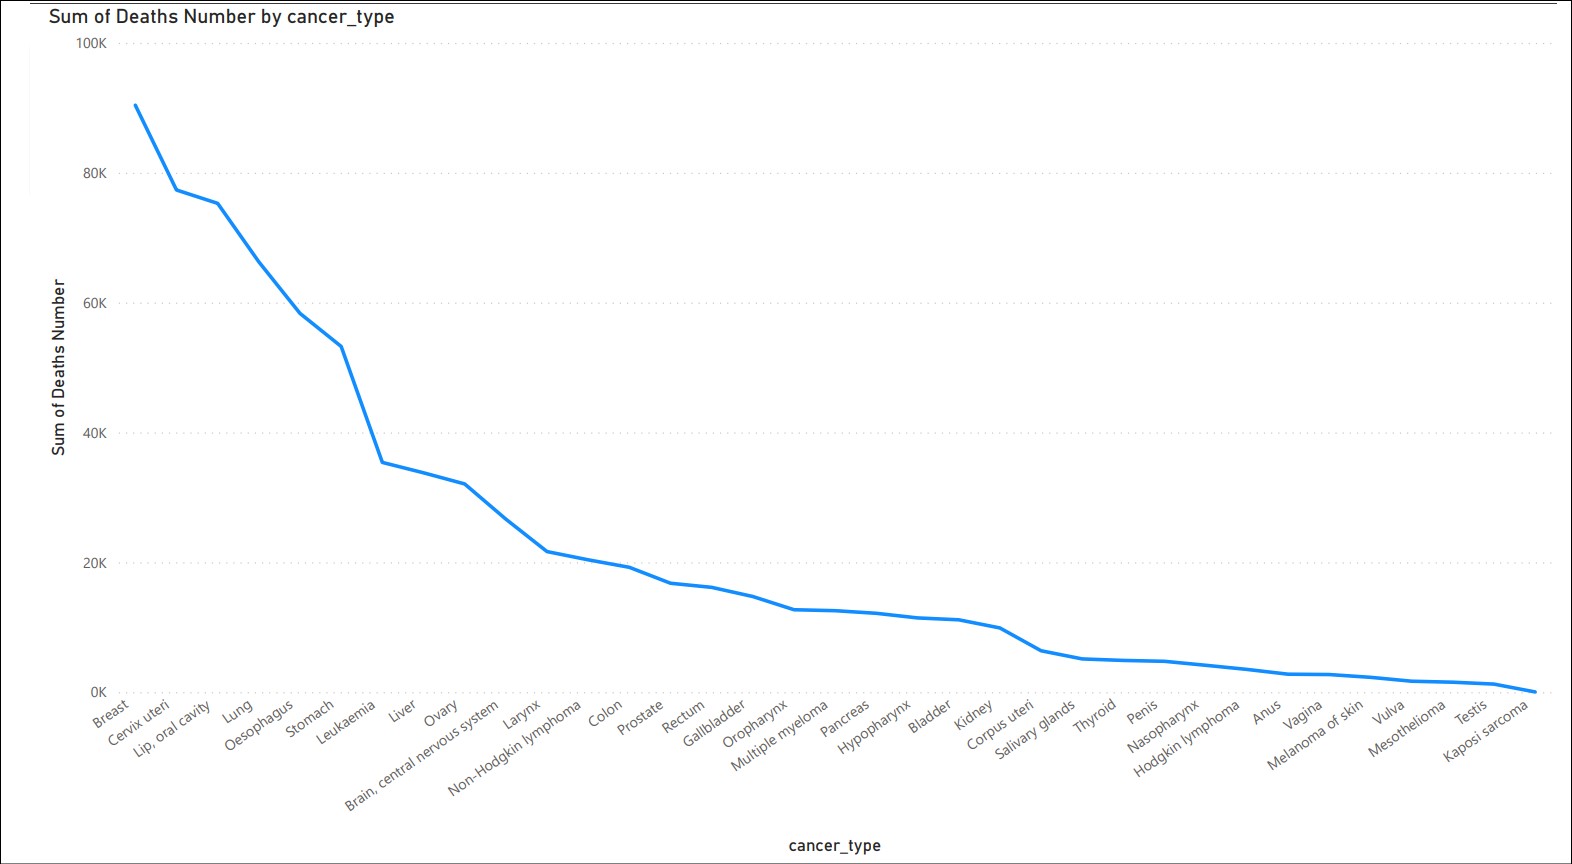 Sum of Deaths Number by cancer_type
100K
80K
60K
40K
20K
0K
Sum of Deaths Number
Breast
Cervix uteri
Lip, oral cavity
Lung
Oesophagus
Stomach
Leukaemia
Liver
Ovary
Brain, central nervous system
Larynx
Non-Hodgkin lymphoma
Colon
Prostate
Rectum
Gallbladder
Oropharynx
Multiple myeloma
Pancreas
Hypopharynx
Bladder
Kidney
Corpus uteri
Salivary glands
Thyroid
Penis
Nasopharynx
Hodgkin lymphoma
Anus
Vagina
Melanoma of skin
Vulva
Mesothelioma
Testis
Kaposi sarcoma
cancer_type